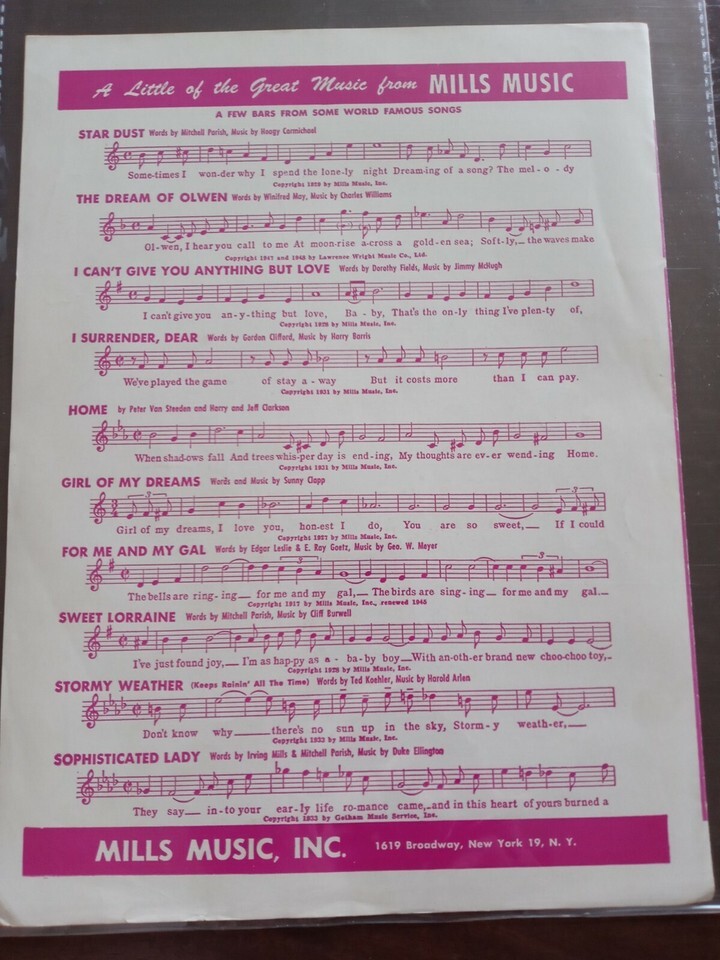 A Little of the Great Music from MILLS MUSIC
A FEW BARS FROM SOME WORLD FAMOUS SONGS
STAR DUST Words by Mitchell Parish, Music by Hoagy Carmichael
Some-times I won-der why I spend the lone-ly night Dream-ing of a song? The mel-o-dy
Copyright 1929 by Mills Music, Inc.
THE DREAM OF OLWEN Words by Winifred May, Music by Charles Williams
Ol-wen, I hear you call to me At moon-rise a-cross a gold-en sea; Soft-ly, the waves make
Copyright 1947 and 1948 by Lawrence Wright Music Co., Ltd.
I CAN'T GIVE YOU ANYTHING BUT LOVE Words by Dorothy Fields, Music by Jimmy McHugh
I can't give you an-y-thing but love, Ba-by, That's the on-ly thing I've plen-ty of,
Copyright 1928 by Mills Music, Inc.
I SURRENDER, DEAR Words by Gordon Clifford, Music by Harry Barris
We've played the game of stay a-way But it costs more than I can pay.
Copyright 1931 by Mills Music, Inc.
HOME by Peter Van Steeden and Harry and Jeff Clarkson
When shad-ows fall And trees whis-per day is end-ing, My thoughts are ev-er wend-ing Home.
Copyright 1931 by Mills Music, Inc.
GIRL OF MY DREAMS Words and Music by Sunny Clapp
Girl of my dreams, I love you, hon-est I do, You are so sweet, If I could
Copyright 1927 by Mills Music, Inc.
FOR ME AND MY GAL Words by Edgar Leslie & E. Ray Goetz, Music by Geo. W. Meyer
The bells are ring-ing for me and my gal, The birds are sing-ing for me and my gal.
Copyright 1917 by Mills Music, Inc., renewed 1945
SWEET LORRAINE Words by Mitchell Parish, Music by Cliff Burwell
I've just found joy, I'm as hap-py as a ba-by boy With an-oth-er brand new choo-choo toy,
Copyright 1928 by Mills Music, Inc.
STORMY WEATHER (Keeps Rainin' All The Time) Words by Ted Koehler, Music by Harold Arlen
Don't know why there's no sun up in the sky, Storm-y weath-er,
Copyright 1933 by Mills Music, Inc.
SOPHISTICATED LADY Words by Irving Mills & Mitchell Parish, Music by Duke Ellington
They say in-to your ear-ly life ro-mance came, and in this heart of yours burned a
Copyright 1933 by Gotham Music Service, Inc.
MILLS MUSIC, INC. 1619 Broadway, New York 19, N. Y.